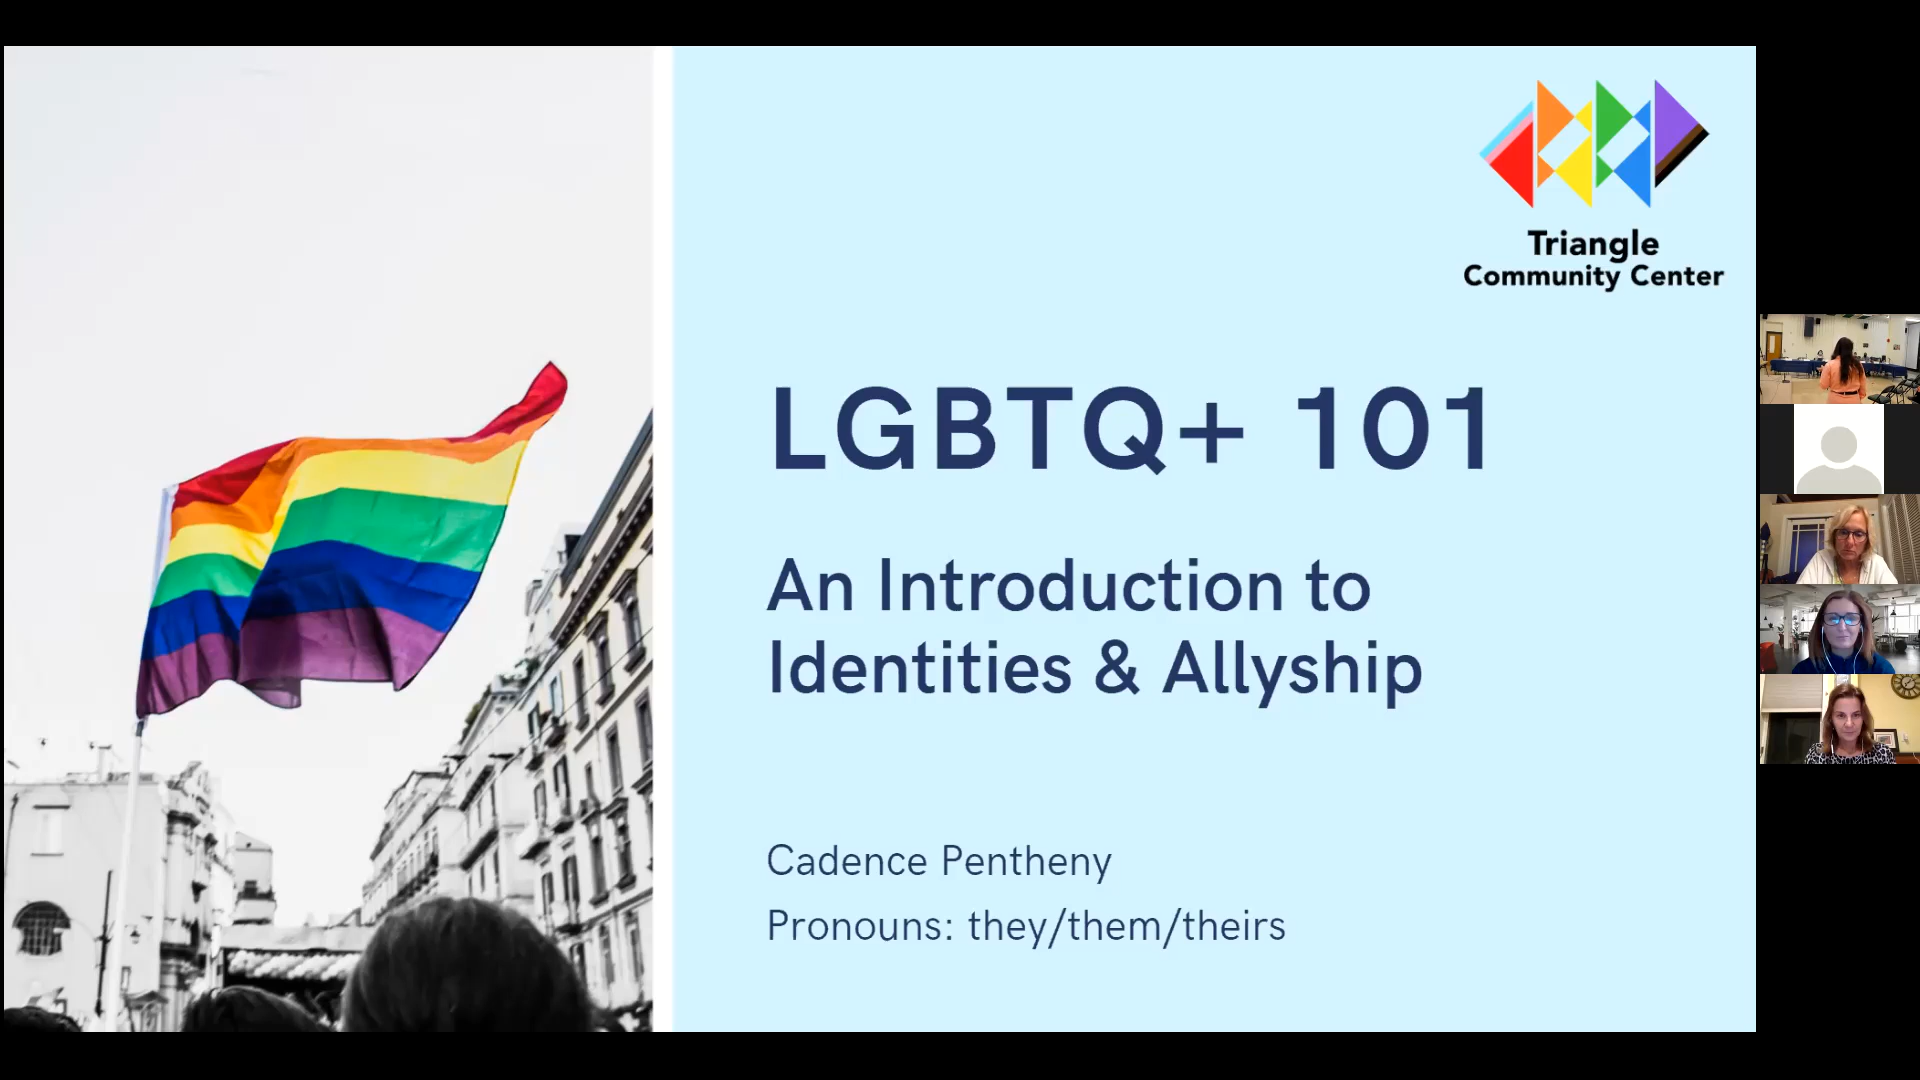 Triangle
Community Center
LGBTQ+ 101
An Introduction to
Identities & Allyship
Cadence Pentheny
Pronouns: they/them/theirs